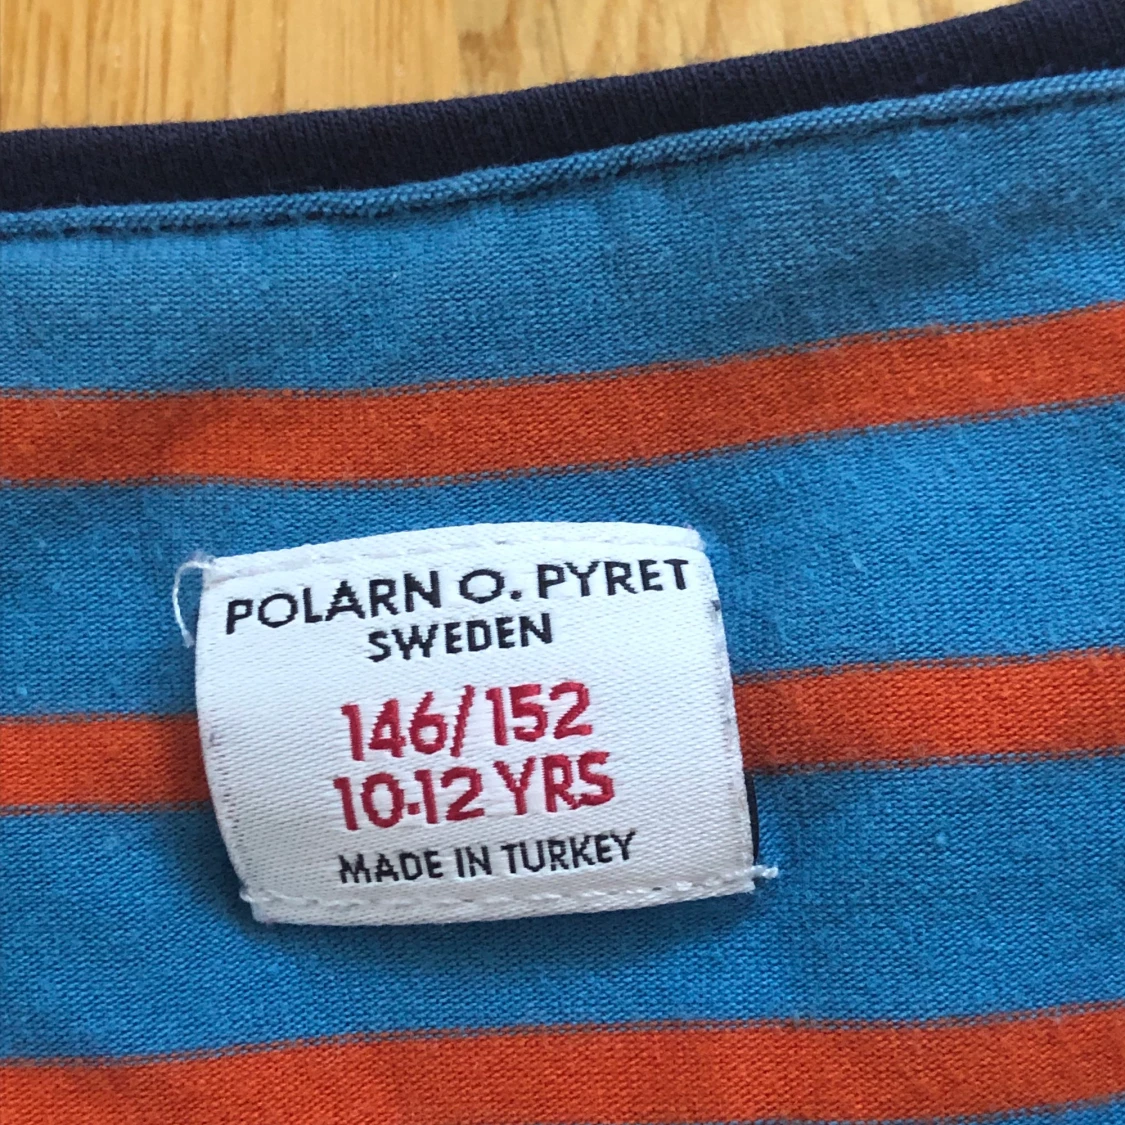 POLARN O. PYRET
SWEDEN
146/152
10-12 YRS
MADE IN TURKEY